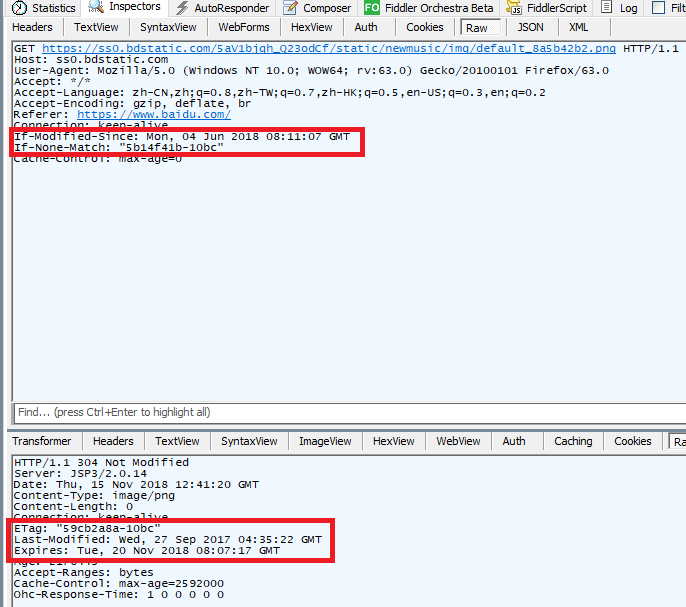 Statistics Inspectors AutoResponder Composer FO Fiddler Orchestra Beta FiddlerScript Log Filt
Headers TextView SyntaxView WebForms HexView Auth Cookies Raw JSON XML
GET https://ss0.bdstatic.com/5aV1bjqh_Q23odCf/static/newmusic/img/default_8a5b42b2.png HTTP/1.1
Host: ss0.bdstatic.com
User-Agent: Mozilla/5.0 (Windows NT 10.0; WOW64; rv:63.0) Gecko/20100101 Firefox/63.0
Accept: */*
Accept-Language: zh-CN,zh;q=0.8,zh-TW;q=0.7,zh-HK;q=0.5,en-US;q=0.3,en;q=0.2
Accept-Encoding: gzip, deflate, br
Referer: https://www.baidu.com/
Connection: keep-alive
If-Modified-Since: Mon, 04 Jun 2018 08:11:07 GMT
If-None-Match: "5b14f41b-10bc"
Cache-Control: max-age=0
Find... (press Ctrl+Enter to highlight all)
Transformer Headers TextView SyntaxView ImageView HexView WebView Auth Caching Cookies Ra
HTTP/1.1 304 Not Modified
Server: JSP3/2.0.14
Date: Thu, 15 Nov 2018 12:41:20 GMT
Content-Type: image/png
Content-Length: 0
Connection: keep-alive
ETag: "59cb2a8a-10bc"
Last-Modified: Wed, 27 Sep 2017 04:35:22 GMT
Expires: Tue, 20 Nov 2018 08:07:17 GMT
Age:
Accept-Ranges: bytes
Cache-Control: max-age=2592000
Ohc-Response-Time: 1 0 0 0 0 0